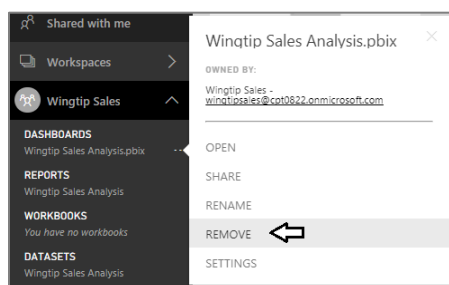 Shared with me
Workspaces
Wingtip Sales
DASHBOARDS
Wingtip Sales Analysis.pbix
REPORTS
Wingtip Sales Analysis
WORKBOOKS
You have no workbooks
DATASETS
Wingtip Sales Analysis
Wingtip Sales Analysis.pbix
OWNED BY:
Wingtip Sales -
wingtipsales@cpt0822.onmicrosoft.com
OPEN
SHARE
RENAME
REMOVE
SETTINGS